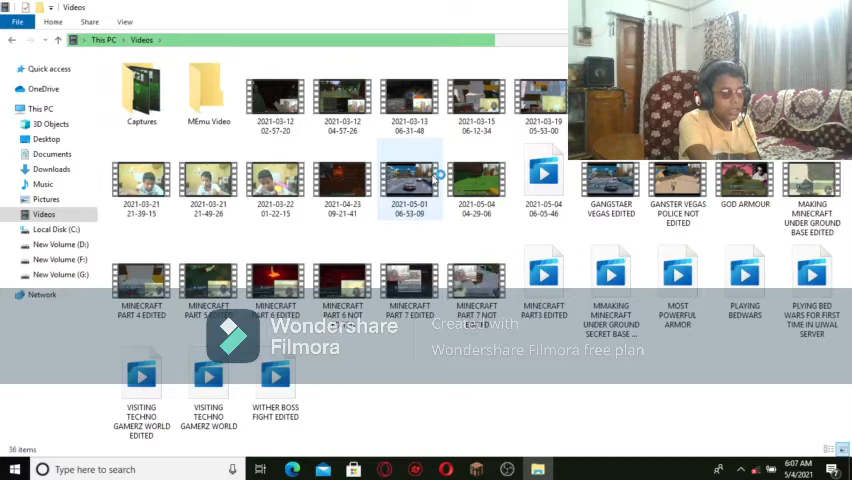 Videos
File
Home
Share
View
This PC
Videos
Quick access
OneDrive
This PC
3D Objects
Desktop
Documents
Downloads
Music
Pictures
Videos
Local Disk (C:)
New Volume (D:)
New Volume (F:)
New Volume (G:)
Network
Captures
MEmu Video
2021-03-12
02-57-20
2021-03-12
04-57-26
2021-03-13
06-31-48
2021-03-15
06-12-34
2021-03-19
05-53-00
2021-03-21
21-39-15
2021-03-21
21-49-26
2021-03-22
01-22-15
2021-04-23
09-21-41
2021-05-01
06-53-09
2021-05-04
04-29-06
2021-05-04
06-05-46
GANGSTAER
VEGAS EDITED
GANSTER VEGAS
POLICE NOT
EDITED
GOD ARMOUR
MAKING
MINECRAFT
UNDER GROUND
BASE EDITED
MINECRAFT
PART 4 EDITED
MINECRAFT
PART 5 EDITED
MINECRAFT
PART 6 EDITED
MINECRAFT
PART 6 NOT
MINECRAFT
PART 7 EDITED
MINECRAFT
PART 7 NOT
EDITED
MINECRAFT
PART3 EDITED
MMAKING
MINECRAFT
UNDER GROUND
SECRET BASE ...
MOST
POWERFUL
ARMOR
PLAYING
BEDWARS
PLYING BED
WARS FOR FIRST
TIME IN UJWAL
SERVER
Wondershare
Filmora
Created with
Wondershare Filmora free plan
VISITING
TECHNO
GAMERZ WORLD
EDITED
VISITING
TECHNO
GAMERZ WORLD
WITHER BOSS
FIGHT EDITED
36 items
Type here to search
6:07 AM
5/4/2021